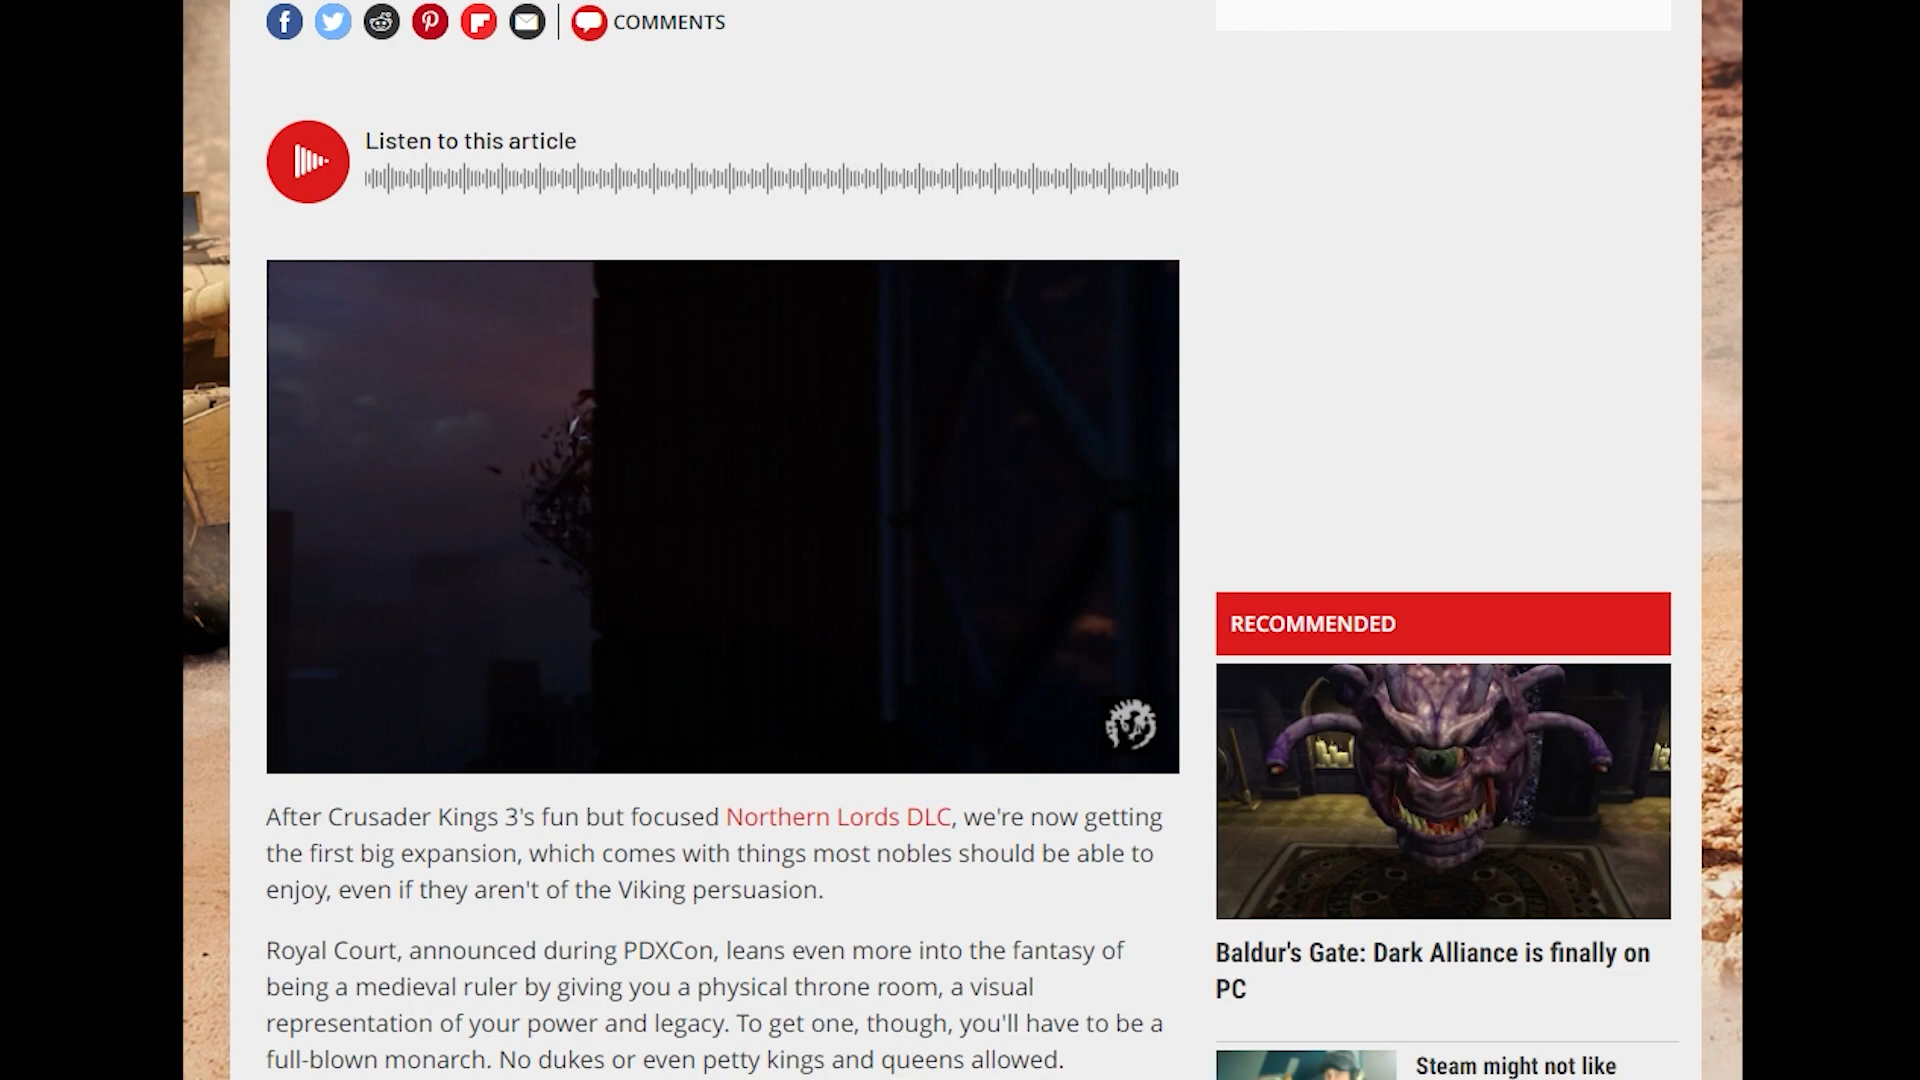 COMMENTS
Listen to this article
After Crusader Kings 3's fun but focused Northern Lords DLC, we're now getting
the first big expansion, which comes with things most nobles should be able to
enjoy, even if they aren't of the Viking persuasion.
Royal Court, announced during PDXCon, leans even more into the fantasy of
being a medieval ruler by giving you a physical throne room, a visual
representation of your power and legacy. To get one, though, you'll have to be a
full-blown monarch. No dukes or even petty kings and queens allowed.
RECOMMENDED
Baldur's Gate: Dark Alliance is finally on
PC
Steam might not like